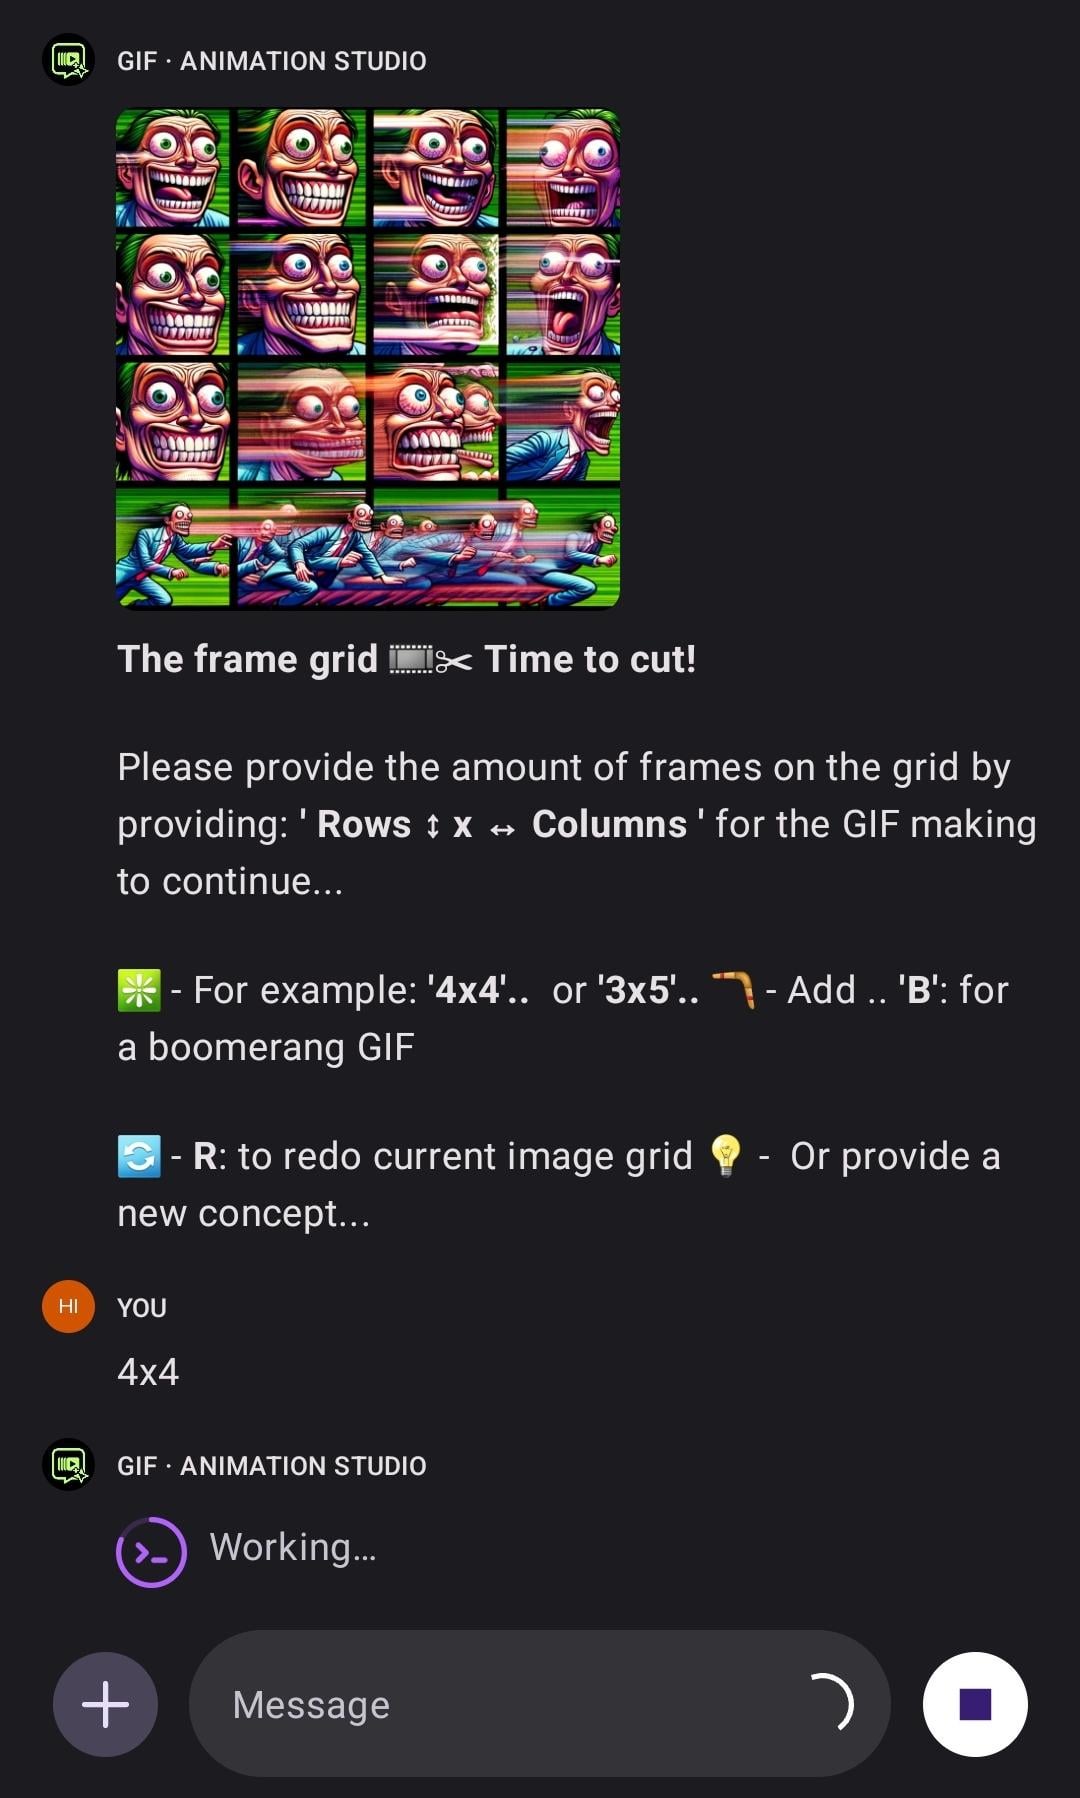 GIF · ANIMATION STUDIO
The frame grid 🎞️✂️ Time to cut!
Please provide the amount of frames on the grid by
providing: ' Rows ↕ x ↔ Columns ' for the GIF making
to continue...
❇️ - For example: '4x4'..  or '3x5'.. 🪃 - Add .. 'B': for
a boomerang GIF
🔄 - R: to redo current image grid 💡 -  Or provide a
new concept...
HI
YOU
4x4
GIF · ANIMATION STUDIO
Working...
Message